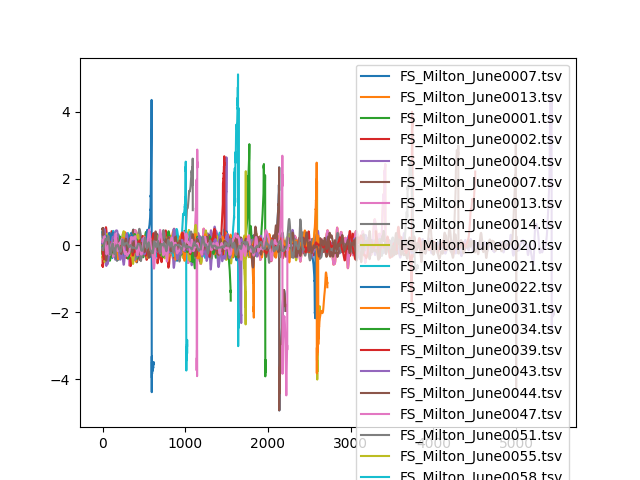 4
2
0
−2
−4
0
1000
2000
3000
4000
5000
FS_Milton_June0007.tsv
FS_Milton_June0013.tsv
FS_Milton_June0001.tsv
FS_Milton_June0002.tsv
FS_Milton_June0004.tsv
FS_Milton_June0007.tsv
FS_Milton_June0013.tsv
FS_Milton_June0014.tsv
FS_Milton_June0020.tsv
FS_Milton_June0021.tsv
FS_Milton_June0022.tsv
FS_Milton_June0031.tsv
FS_Milton_June0034.tsv
FS_Milton_June0039.tsv
FS_Milton_June0043.tsv
FS_Milton_June0044.tsv
FS_Milton_June0047.tsv
FS_Milton_June0051.tsv
FS_Milton_June0055.tsv
FS_Milton_June0058.tsv